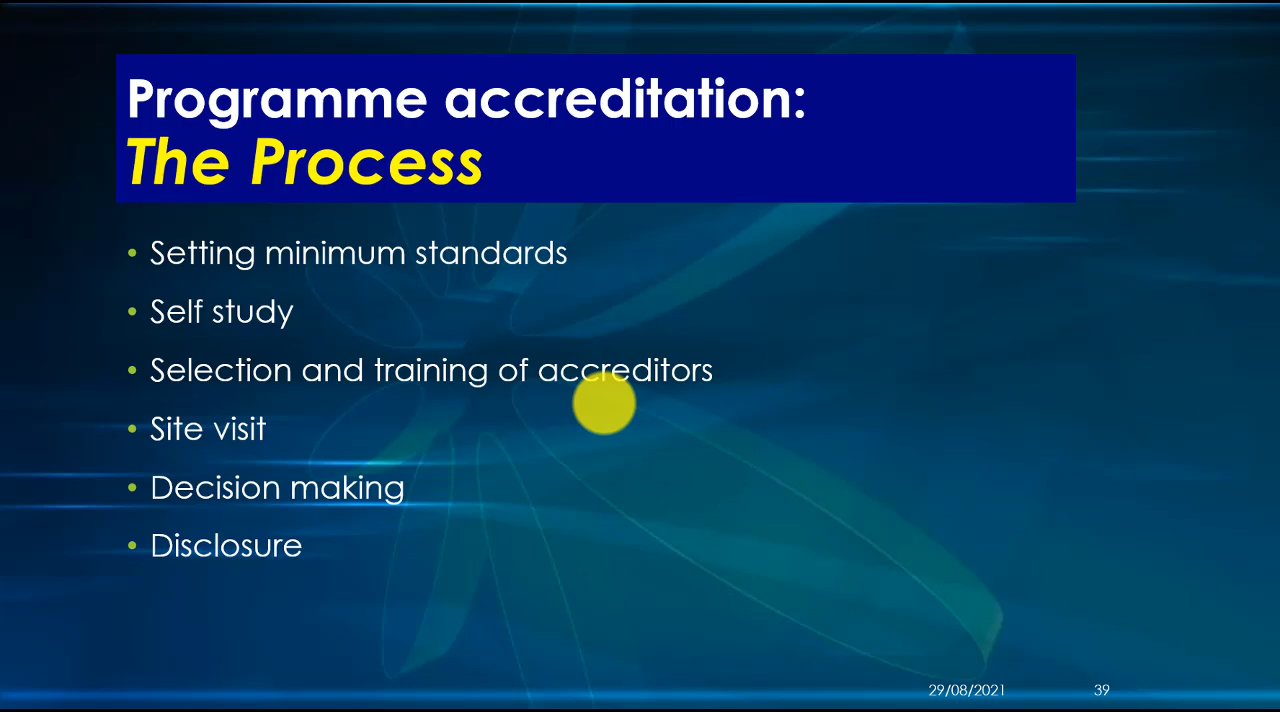 Programme accreditation:
The Process
• Setting minimum standards
• Self study
• Selection and training of accreditors
• Site visit
• Decision making
• Disclosure
29/08/2021 39